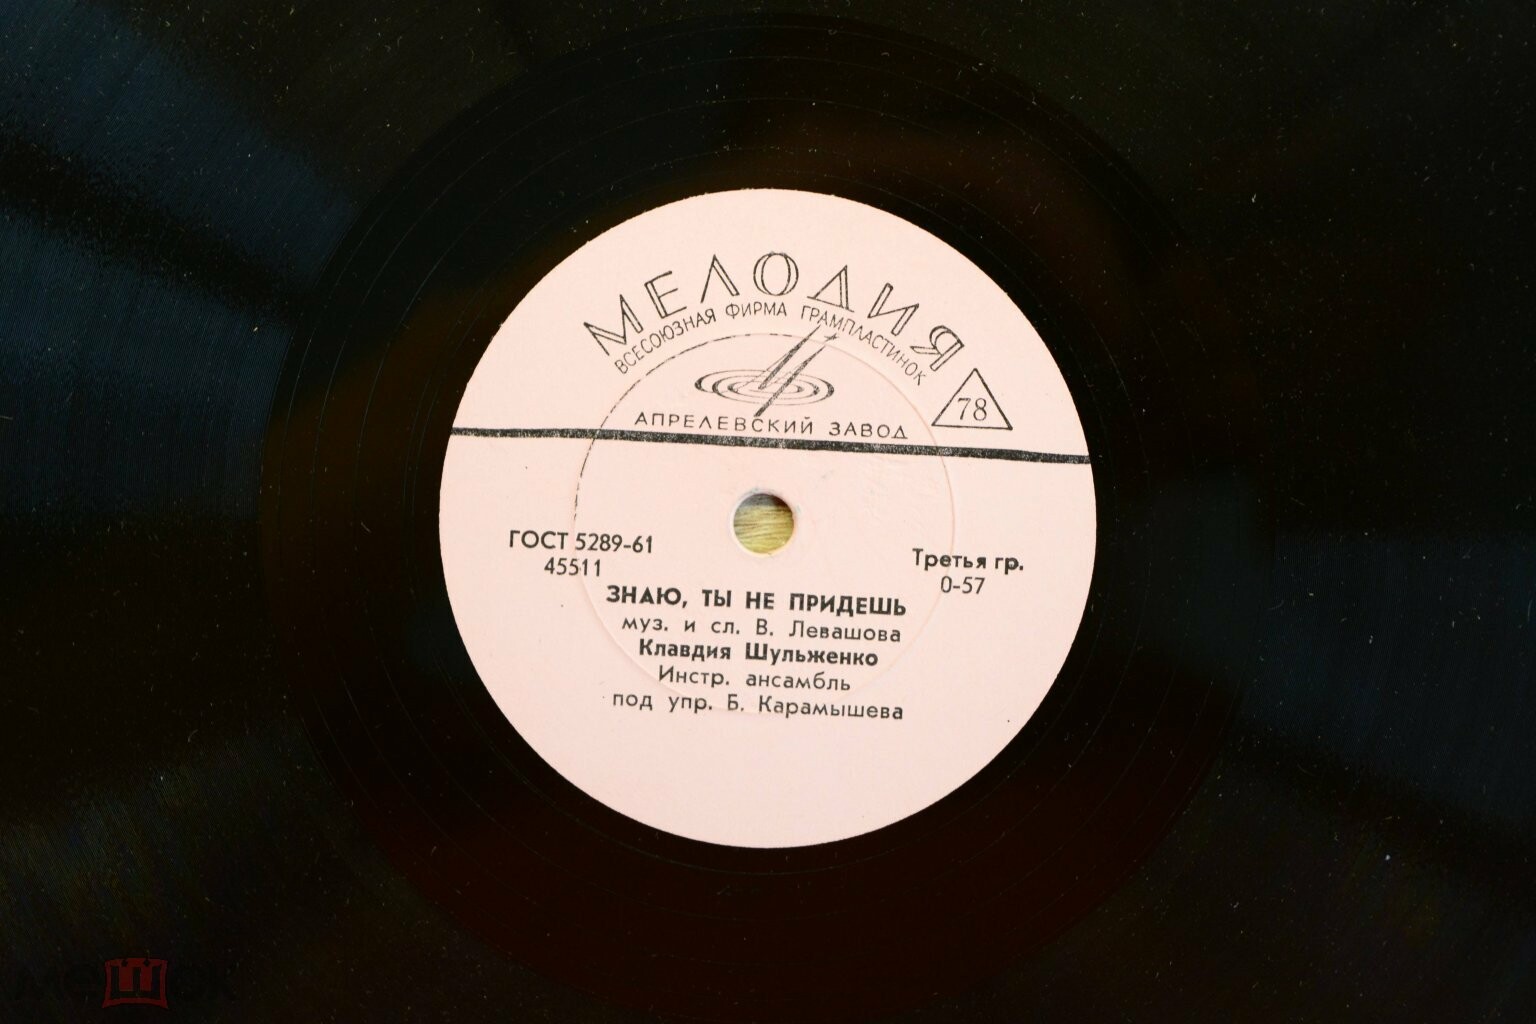 МЕЛОДИЯ
ВСЕСОЮЗНАЯ ФИРМА ГРАМПЛАСТИНОК
78
АПРЕЛЕВСКИЙ ЗАВОД
ГОСТ 5289-61
45511
Третья гр.
0-57
ЗНАЮ, ТЫ НЕ ПРИДЕШЬ
муз. и сл. В. Левашова
Клавдия Шульженко
Инстр. ансамбль
под упр. Б. Карамышева
мешок